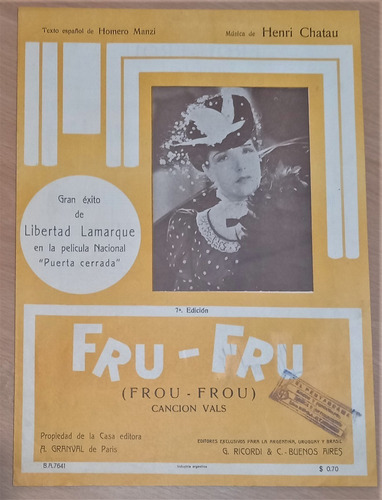 Texto español de Homero Manzi
Música de Henri Chatau
Gran éxito
de
Libertad Lamarque
en la película Nacional
"Puerta cerrada"
7ª. Edición
FRU - FRU
(FROU - FROU)
CANCION VALS
Propiedad de la Casa editora
A. GRANVAL de Paris
EDITORES EXCLUSIVOS PARA LA ARGENTINA, URUGUAY Y BRASIL
G. RICORDI & C. - BUENOS AIRES
B.A.7641
Industria argentina
$ 0.70